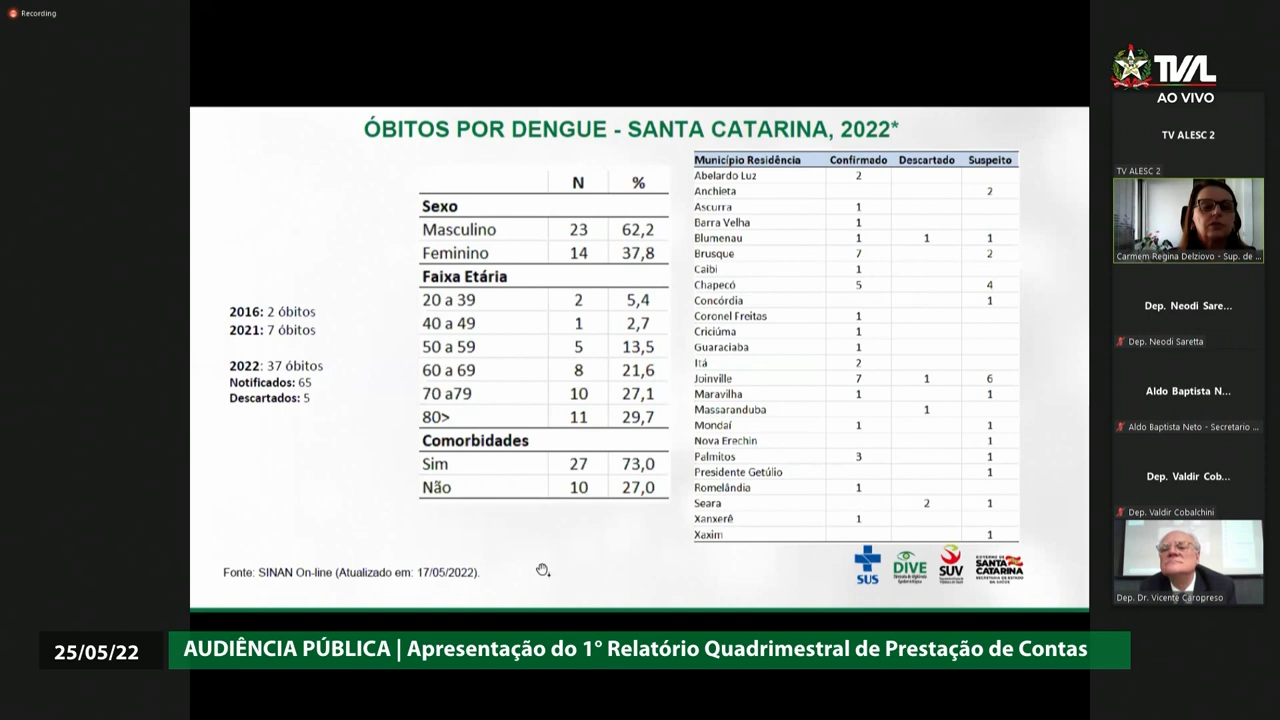 Recording
ÓBITOS POR DENGUE - SANTA CATARINA, 2022*
2016: 2 óbitos
2021: 7 óbitos
2022: 37 óbitos
Notificados: 65
Descartados: 5
N %
Sexo
Masculino 23 62,2
Feminino 14 37,8
Faixa Etária
20 a 39 2 5,4
40 a 49 1 2,7
50 a 59 5 13,5
60 a 69 8 21,6
70 a79 10 27,1
80> 11 29,7
Comorbidades
Sim 27 73,0
Não 10 27,0
Município Residência Confirmado Descartado Suspeito
Abelardo Luz 2
Anchieta 2
Ascurra 1
Barra Velha 1
Blumenau 1 1 1
Brusque 7 2
Caibi 1
Chapecó 5 4
Concórdia 1
Coronel Freitas 1
Criciúma 1
Guaraciaba 1
Itá 2
Joinville 7 1 6
Maravilha 1 1
Massaranduba 1
Mondaí 1 1
Nova Erechin 1
Palmitos 3 1
Presidente Getúlio 1
Romelândia 1
Seara 2 1
Xanxerê 1
Xaxim 1
Fonte: SINAN On-line (Atualizado em: 17/05/2022).
SUS
DIVE
SUV
GOVERNO DE
SANTA
CATARINA
TVAL
AO VIVO
TV ALESC 2
TV ALESC 2
Carmem Regina Delziovo - Sup. de ...
Dep. Neodi Sare...
Dep. Neodi Saretta
Aldo Baptista N...
Aldo Baptista Neto - Secretario ...
Dep. Valdir Cob...
Dep. Valdir Cobalchini
Dep. Dr. Vicente Caropreso
25/05/22
AUDIÊNCIA PÚBLICA | Apresentação do 1° Relatório Quadrimestral de Prestação de Contas